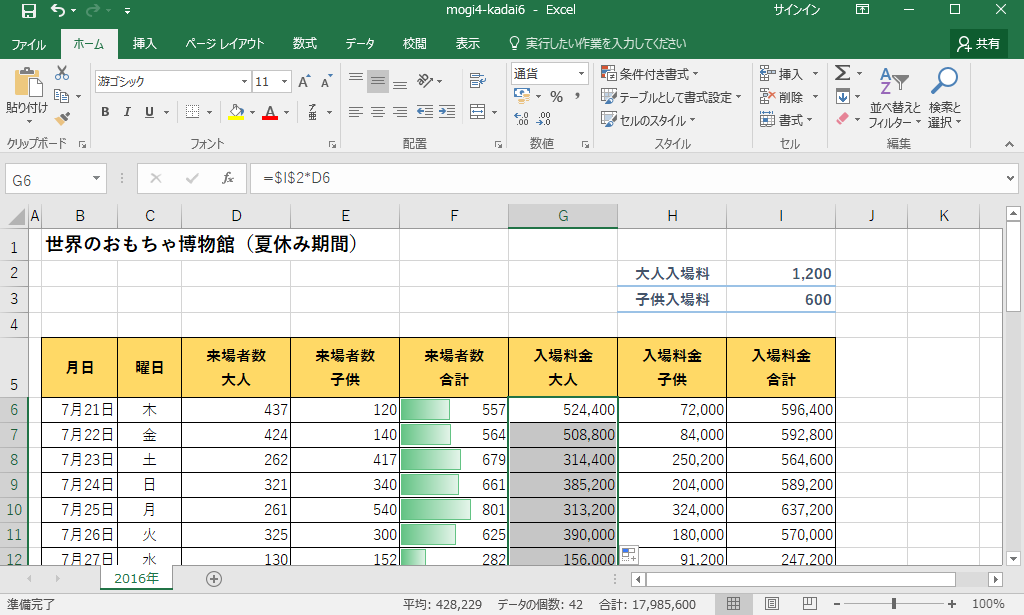 mogi4-kadai6 - Excel サインイン
ファイル ホーム 挿入 ページ レイアウト 数式 データ 校閲 表示 実行したい作業を入力してください 共有
貼り付け 游ゴシック 11 通貨 条件付き書式 挿入 Σ
B I U % , テーブルとして書式設定 削除 並べ替えと 検索と
セルのスタイル 書式 フィルター 選択
クリップボード フォント 配置 数値 スタイル セル 編集
G6 fx =$I$2*D6
A B C D E F G H I J K
1 世界のおもちゃ博物館（夏休み期間）
2 大人入場料 1,200
3 子供入場料 600
4
来場者数 来場者数 来場者数 入場料金 入場料金 入場料金
5 月日 曜日 大人 子供 合計 大人 子供 合計
6 7月21日 木 437 120 557 524,400 72,000 596,400
7 7月22日 金 424 140 564 508,800 84,000 592,800
8 7月23日 土 262 417 679 314,400 250,200 564,600
9 7月24日 日 321 340 661 385,200 204,000 589,200
10 7月25日 月 261 540 801 313,200 324,000 637,200
11 7月26日 火 325 300 625 390,000 180,000 570,000
12 7月27日 水 130 152 282 156,000 91,200 247,200
2016年
準備完了 平均: 428,229 データの個数: 42 合計: 17,985,600 100%